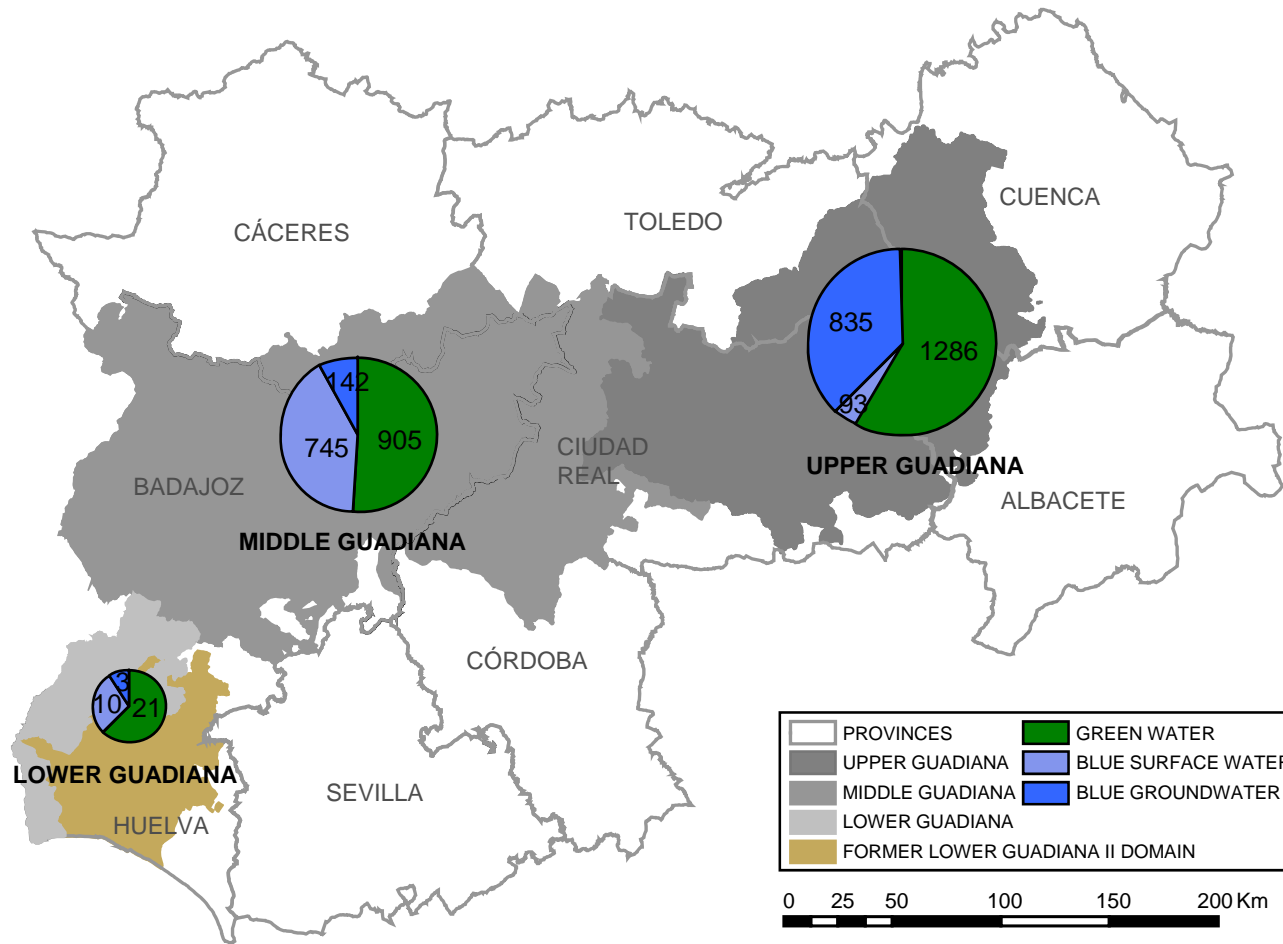 CUENCA
TOLEDO
CÁCERES
835
1286
93
142
745
905
CIUDAD
REAL
UPPER GUADIANA
BADAJOZ
ALBACETE
MIDDLE GUADIANA
CÓRDOBA
3
10
21
LOWER GUADIANA
SEVILLA
HUELVA
PROVINCES
UPPER GUADIANA
MIDDLE GUADIANA
LOWER GUADIANA
FORMER LOWER GUADIANA II DOMAIN
GREEN WATER
BLUE SURFACE WATER
BLUE GROUNDWATER
0 25 50 100 150 200 Km